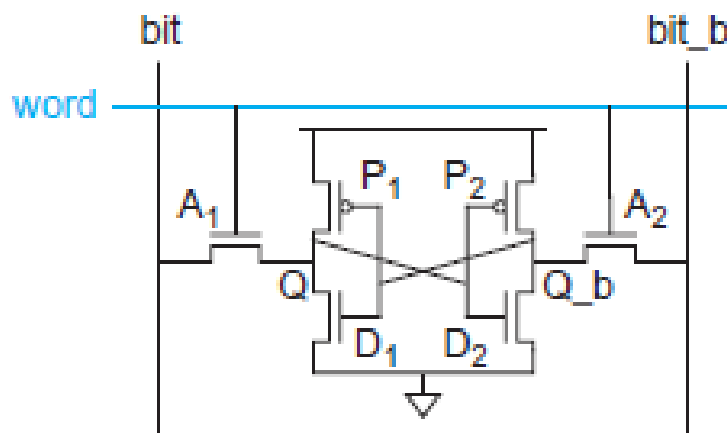 bit bit_b
word
P1 P2
A1 A2
Q Q_b
D1 D2